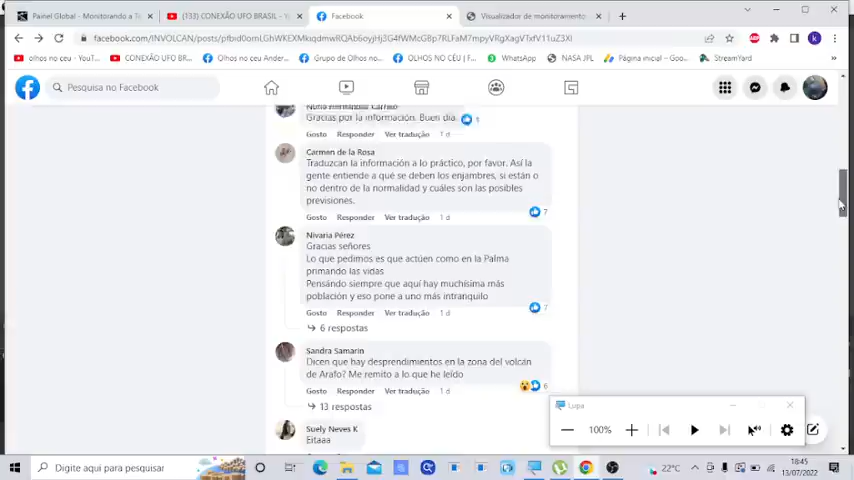 Painel Global - Monitorando a T
(133) CONEXÃO UFO BRASIL - Y
Facebook
Visualizador de monitoramento
facebook.com/INVOLCAN/posts/
olhos no ceu - YouT...
CONEXÃO UFO BR...
Olhos no céu Ander...
Grupo de Olhos no...
OLHOS NO CÉU | F...
WhatsApp
NASA JPL
Página inicial – Go...
StreamYard
Pesquisa no Facebook
Gracias por la información. Buen día.
1
Gosto Responder Ver tradução 1 d
Carmen de la Rosa
Traduzcan la información a lo práctico, por favor. Así la
gente entiende a qué se deben los enjambres, si están o
no dentro de la normalidad y cuáles son las posibles
previsiones.
7
Gosto Responder Ver tradução 1 d
Nivaria Pérez
Gracias señores
Lo que pedimos es que actúen como en la Palma
primando las vidas
Pensándo siempre que aquí hay muchísima más
población y eso pone a uno más intranquilo
7
Gosto Responder Ver tradução 1 d
6 respostas
Sandra Samarin
Dicen que hay desprendimientos en la zona del volcán
de Arafo? Me remito a lo que he leído
6
Gosto Responder Ver tradução 1 d
13 respostas
Suely Neves K
Eitaaa
Lupa
100%
Digite aqui para pesquisar
22°C
18:45
13/07/2022